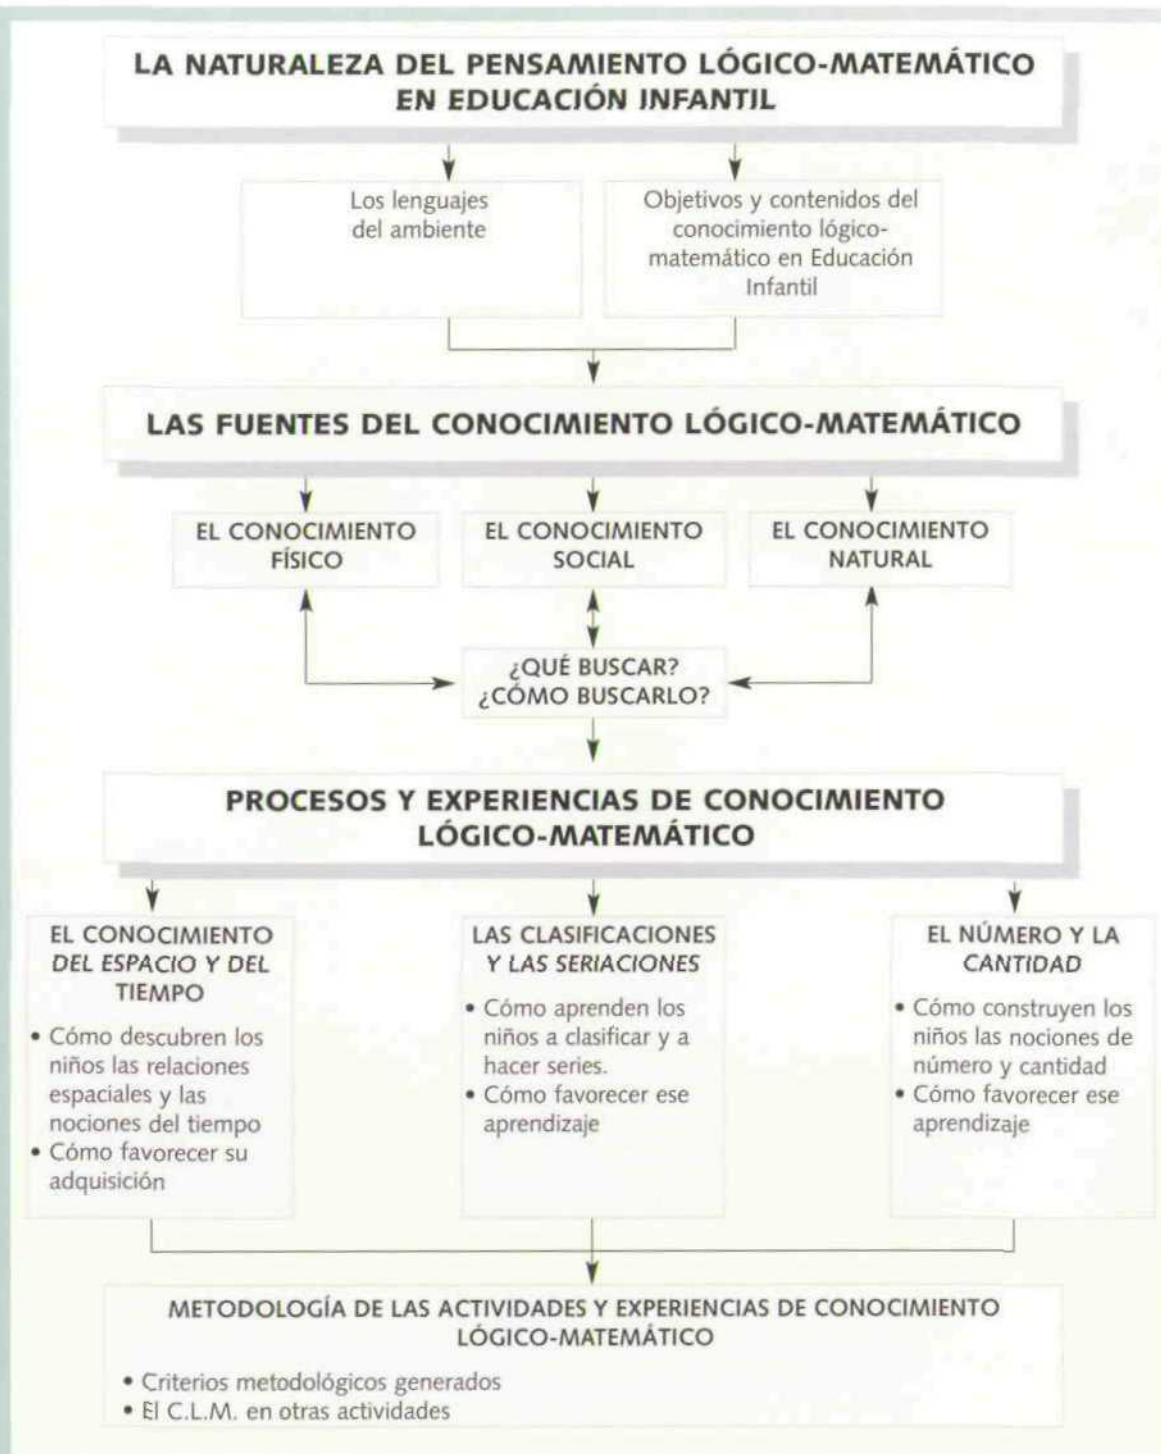 LA NATURALEZA DEL PENSAMIENTO LÓGICO-MATEMÁTICO
EN EDUCACIÓN INFANTIL
Los lenguajes
del ambiente
Objetivos y contenidos del
conocimiento lógico-
matemático en Educación
Infantil
LAS FUENTES DEL CONOCIMIENTO LÓGICO-MATEMÁTICO
EL CONOCIMIENTO
FÍSICO
EL CONOCIMIENTO
SOCIAL
EL CONOCIMIENTO
NATURAL
¿QUÉ BUSCAR?
¿CÓMO BUSCARLO?
PROCESOS Y EXPERIENCIAS DE CONOCIMIENTO
LÓGICO-MATEMÁTICO
EL CONOCIMIENTO
DEL ESPACIO Y DEL
TIEMPO
• Cómo descubren los
niños las relaciones
espaciales y las
nociones del tiempo
• Cómo favorecer su
adquisición
LAS CLASIFICACIONES
Y LAS SERIACIONES
• Cómo aprenden los
niños a clasificar y a
hacer series.
• Cómo favorecer ese
aprendizaje
EL NÚMERO Y LA
CANTIDAD
• Cómo construyen los
niños las nociones de
número y cantidad
• Cómo favorecer ese
aprendizaje
METODOLOGÍA DE LAS ACTIVIDADES Y EXPERIENCIAS DE CONOCIMIENTO
LÓGICO-MATEMÁTICO
• Criterios metodológicos generados
• El C.L.M. en otras actividades